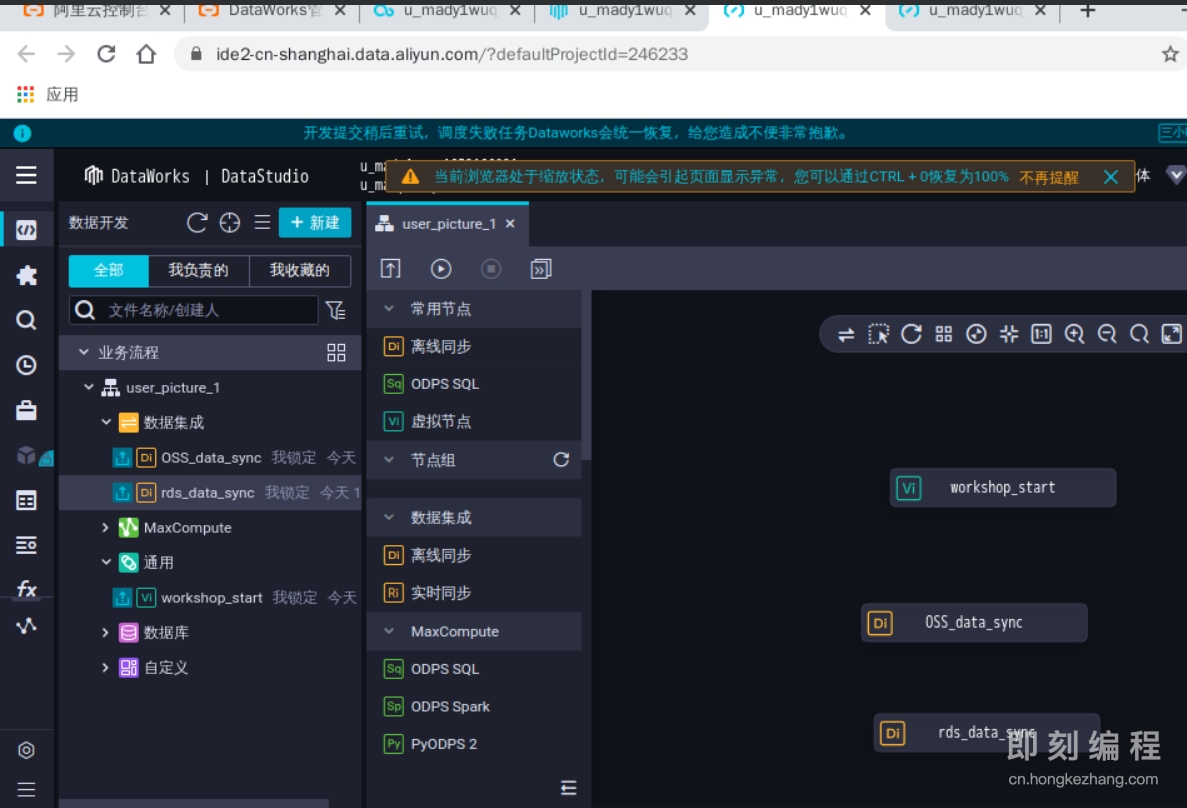 阿里云控制台
DataWorks官
u_mady1wuq
u_mady1wuq
u_mady1wuq
u_mady1wuq
ide2-cn-shanghai.data.aliyun.com/?defaultProjectId=246233
应用
开发提交稍后重试，调度失败任务Dataworks会统一恢复，给您造成不便非常抱歉。
三小
DataWorks | DataStudio
当前浏览器处于缩放状态，可能会引起页面显示异常，您可以通过CTRL + 0恢复为100% 不再提醒
体
数据开发
+ 新建
user_picture_1
全部 我负责的 我收藏的
文件名称/创建人
业务流程
user_picture_1
数据集成
Di OSS_data_sync 我锁定 今天
Di rds_data_sync 我锁定 今天 1
MaxCompute
通用
Vi workshop_start 我锁定 今天
数据库
自定义
fx
常用节点
Di 离线同步
Sq ODPS SQL
Vi 虚拟节点
节点组
数据集成
Di 离线同步
Ri 实时同步
MaxCompute
Sq ODPS SQL
Sp ODPS Spark
Py PyODPS 2
1:1
Vi workshop_start
Di OSS_data_sync
Di rds_data_sync
即刻编程
cn.hongkezhang.com